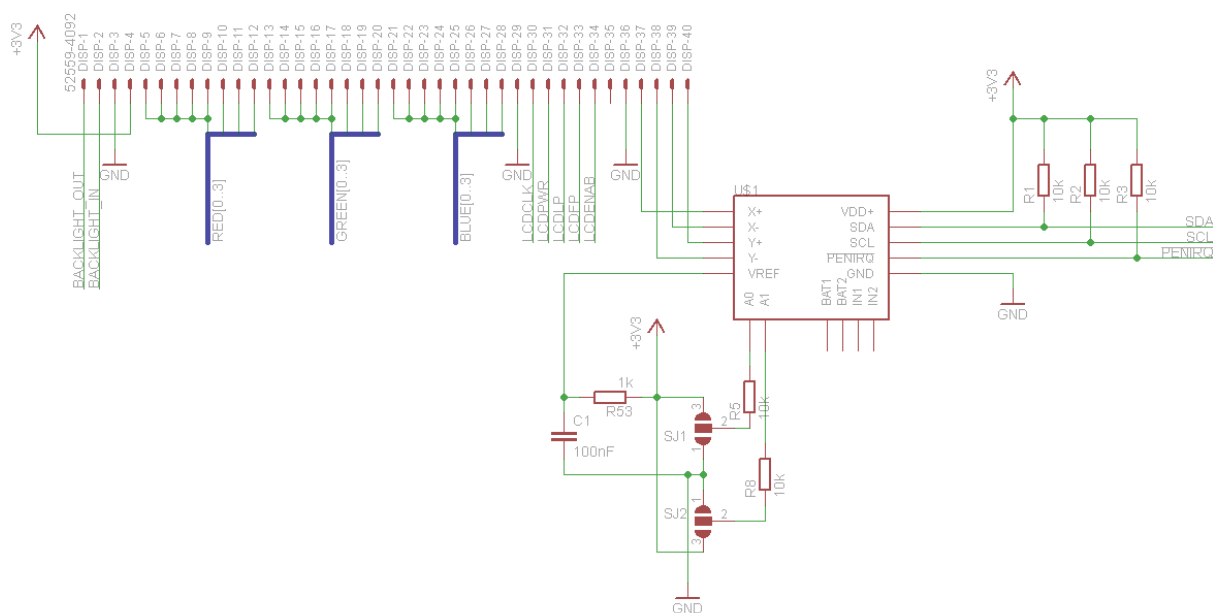 +3V3
52559-4092
DISP-1
DISP-2
DISP-3
DISP-4
DISP-5
DISP-6
DISP-7
DISP-8
DISP-9
DISP-10
DISP-11
DISP-12
DISP-13
DISP-14
DISP-15
DISP-16
DISP-17
DISP-18
DISP-19
DISP-20
DISP-21
DISP-22
DISP-23
DISP-24
DISP-25
DISP-26
DISP-27
DISP-28
DISP-29
DISP-30
DISP-31
DISP-32
DISP-33
DISP-34
DISP-35
DISP-36
DISP-37
DISP-38
DISP-39
DISP-40
BACKLIGHT_OUT
BACKLIGHT_IN
GND
RED[0..3]
GREEN[0..3]
BLUE[0..3]
GND
LCDCLK
LCDPWR
LCDLP
LCDFP
LCDENAB
GND
+3V3
R1
10k
R2
10k
R3
10k
U$1
X+
X-
Y+
Y-
VREF
VDD+
SDA
SCL
PENIRQ
GND
A0
A1
BAT1
BAT2
IN1
IN2
SDA
SCL
PENIRQ
GND
+3V3
1k
R53
C1
100nF
3
SJ1
2
1
R5
10k
1
SJ2
2
3
R8
10k
GND